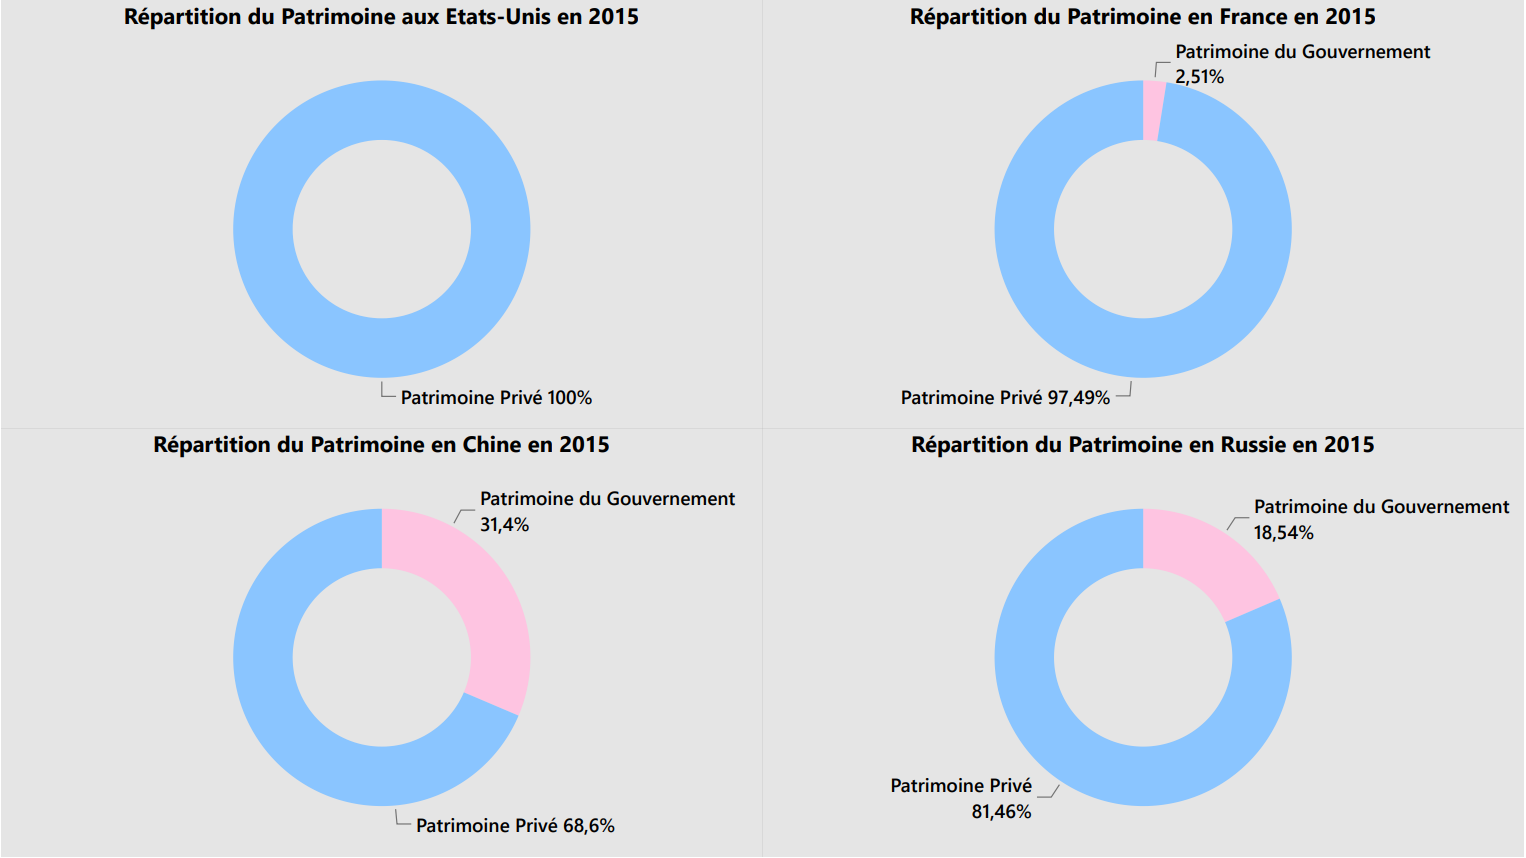 Répartition du Patrimoine aux Etats-Unis en 2015
Patrimoine Privé 100%
Répartition du Patrimoine en France en 2015
Patrimoine du Gouvernement
2,51%
Patrimoine Privé 97,49%
Répartition du Patrimoine en Chine en 2015
Patrimoine du Gouvernement
31,4%
Patrimoine Privé 68,6%
Répartition du Patrimoine en Russie en 2015
Patrimoine du Gouvernement
18,54%
Patrimoine Privé
81,46%